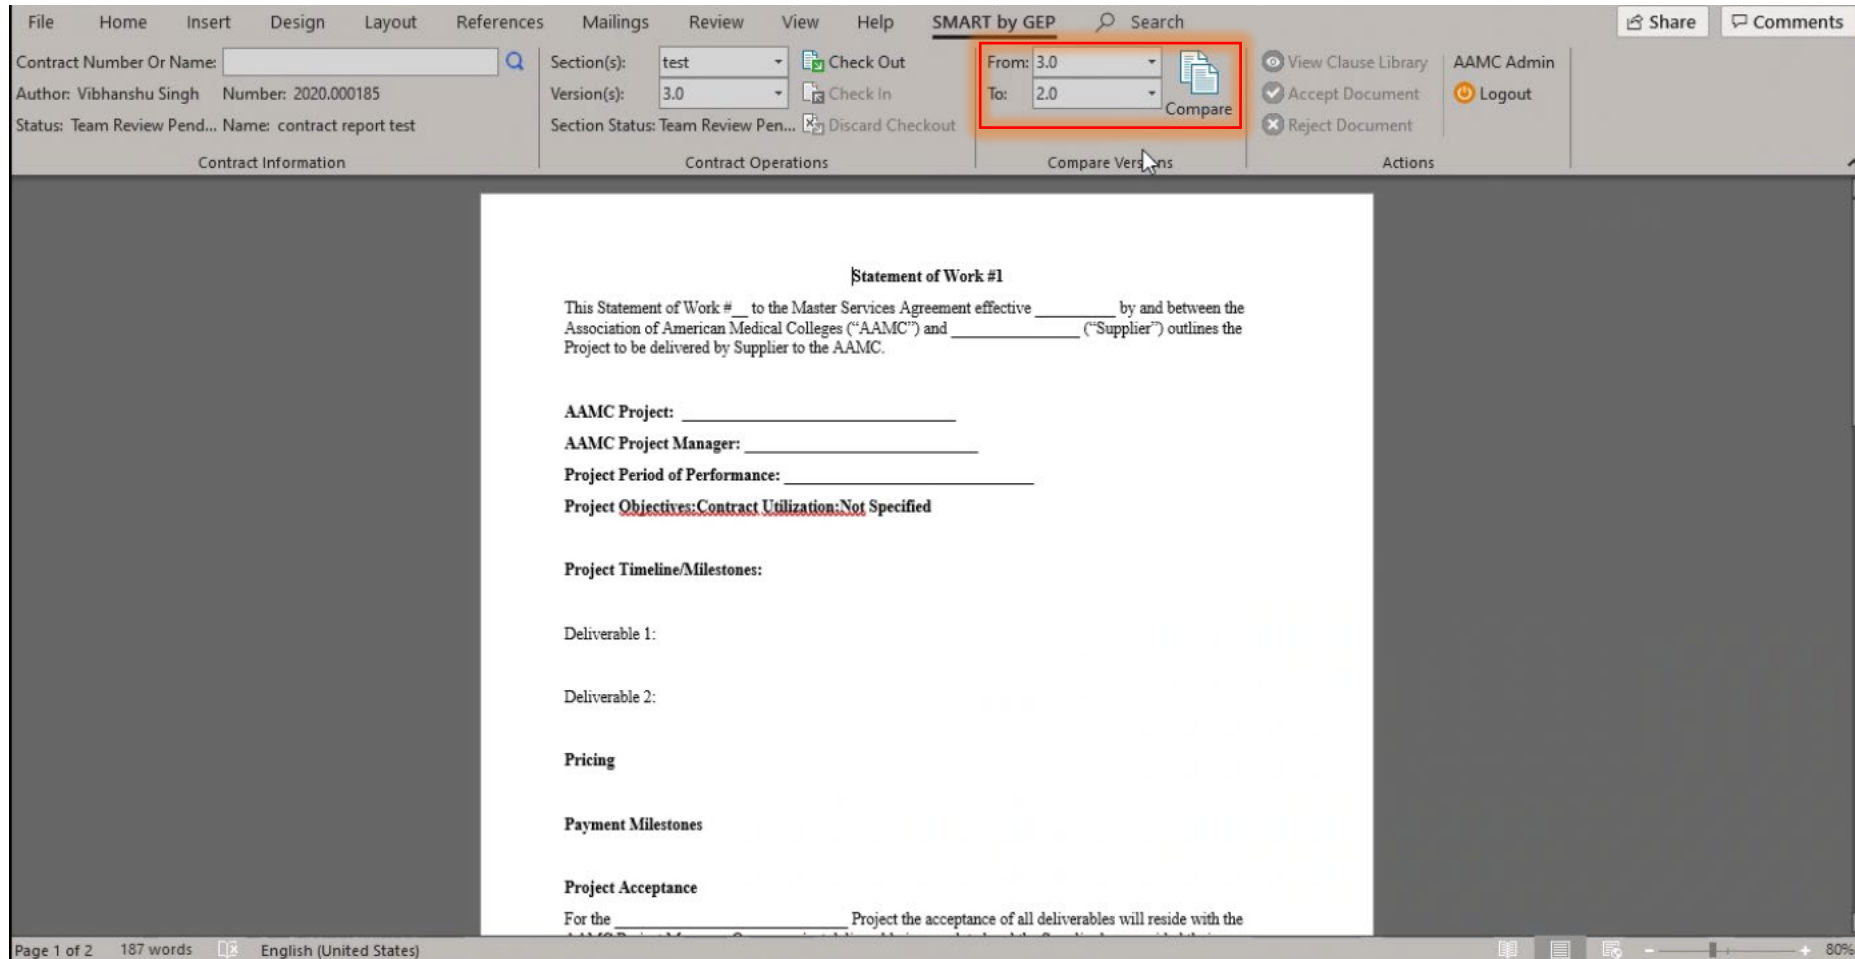 File Home Insert Design Layout References Mailings Review View Help SMART by GEP Search Share Comments
Contract Number Or Name: Section(s): test Check Out From: 3.0 View Clause Library AAMC Admin
Author: Vibhanshu Singh Number: 2020.000185 Version(s): 3.0 Check In To: 2.0 Compare Accept Document Logout
Status: Team Review Pend... Name: contract report test Section Status: Team Review Pen... Discard Checkout Reject Document
Contract Information Contract Operations Compare Versions Actions
Statement of Work #1
This Statement of Work #__ to the Master Services Agreement effective __________ by and between the
Association of American Medical Colleges (“AAMC”) and ________________ (“Supplier”) outlines the
Project to be delivered by Supplier to the AAMC.
AAMC Project: __________________________________
AAMC Project Manager: _____________________________
Project Period of Performance: _______________________________
Project Objectives:Contract Utilization:Not Specified
Project Timeline/Milestones:
Deliverable 1:
Deliverable 2:
Pricing
Payment Milestones
Project Acceptance
For the _____________________________ Project the acceptance of all deliverables will reside with the
Page 1 of 2 187 words English (United States) 80%